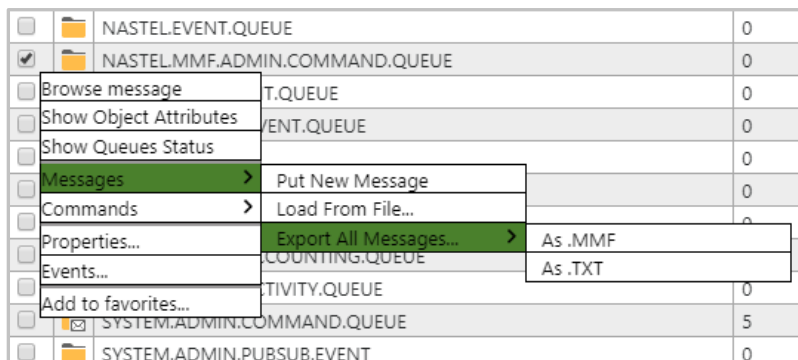 NASTEL.EVENT.QUEUE 0
NASTEL.MMF.ADMIN.COMMAND.QUEUE 0
Browse message T.QUEUE 0
Show Object Attributes /ENT.QUEUE 0
Show Queues Status 0
Messages > Put New Message 0
Commands > Load From File... 0
Properties... Export All Messages... > As .MMF
COUNTING.QUEUE As .TXT
Events...
TIVITY.QUEUE 0
Add to favorites...
SYSTEM.ADMIN.COMMAND.QUEUE 5
SYSTEM.ADMIN.PUBSUB.EVENT 0